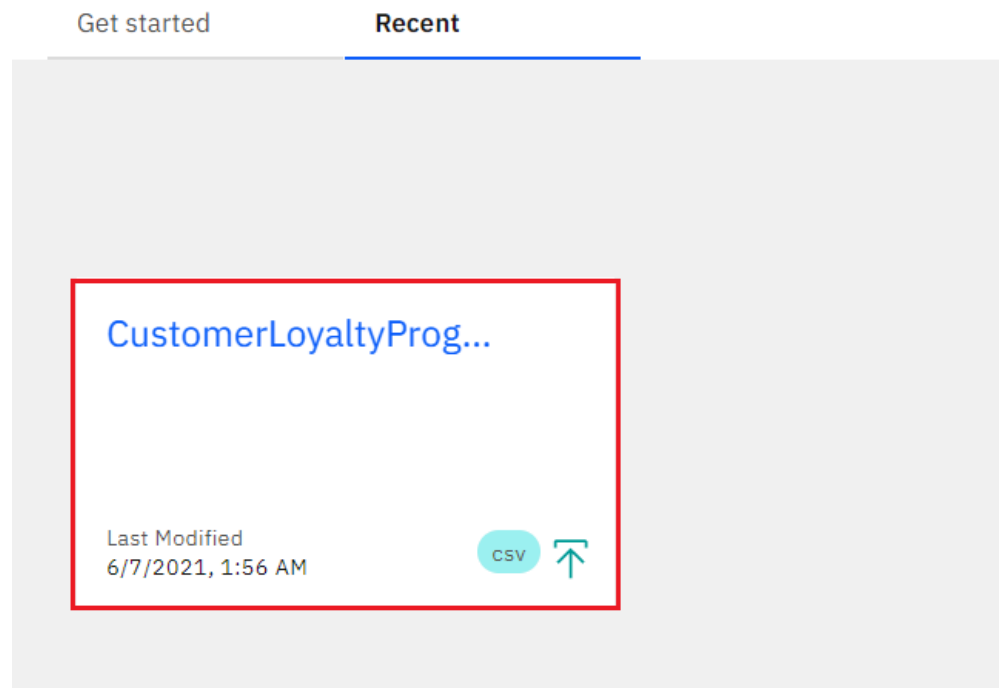 Get started Recent
CustomerLoyaltyProg...
Last Modified
6/7/2021, 1:56 AM
csv